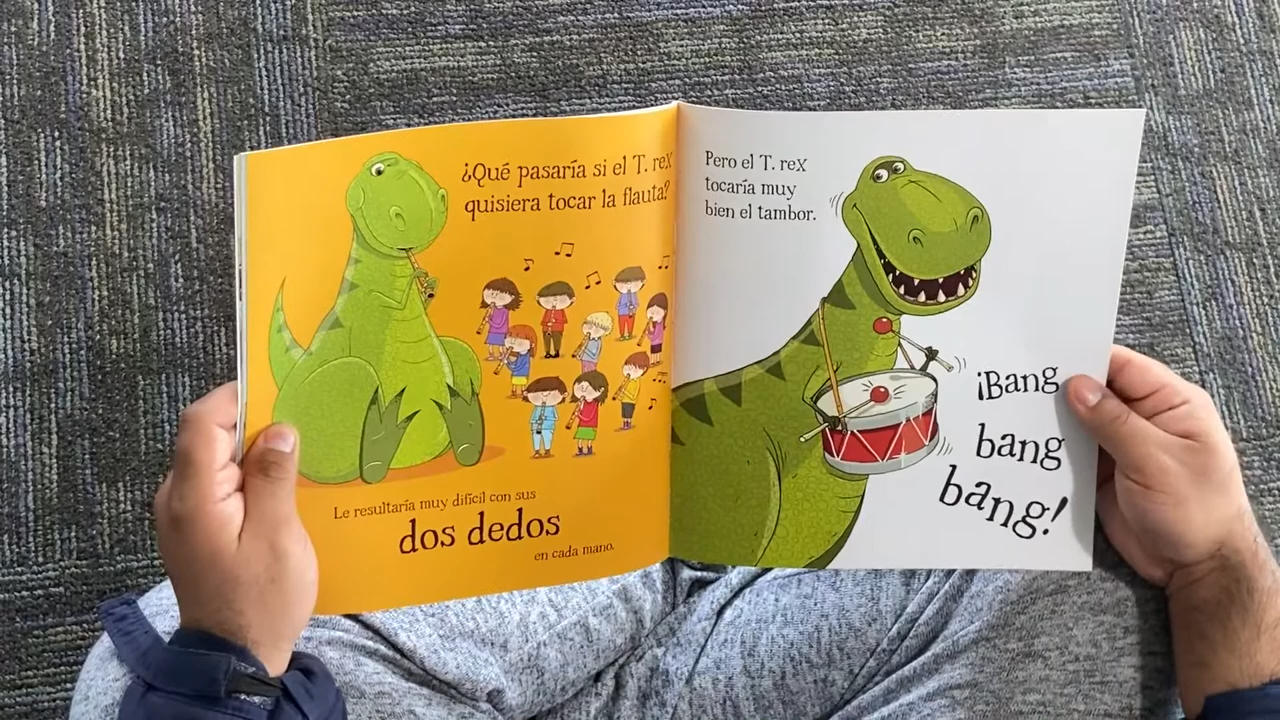 ¿Qué pasaría si el T. rex
quisiera tocar la flauta?
Le resultaría muy difícil con sus
dos dedos
en cada mano.
Pero el T. rex
tocaría muy
bien el tambor.
¡Bang
bang
bang!